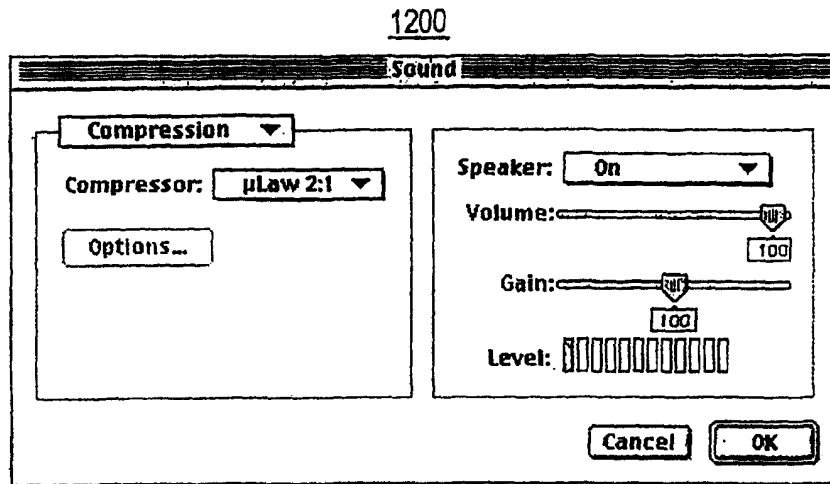 1200
Sound
Compression
Compressor: µLaw 2:1
Options...
Speaker: On
Volume:
100
Gain:
100
Level:
Cancel
OK